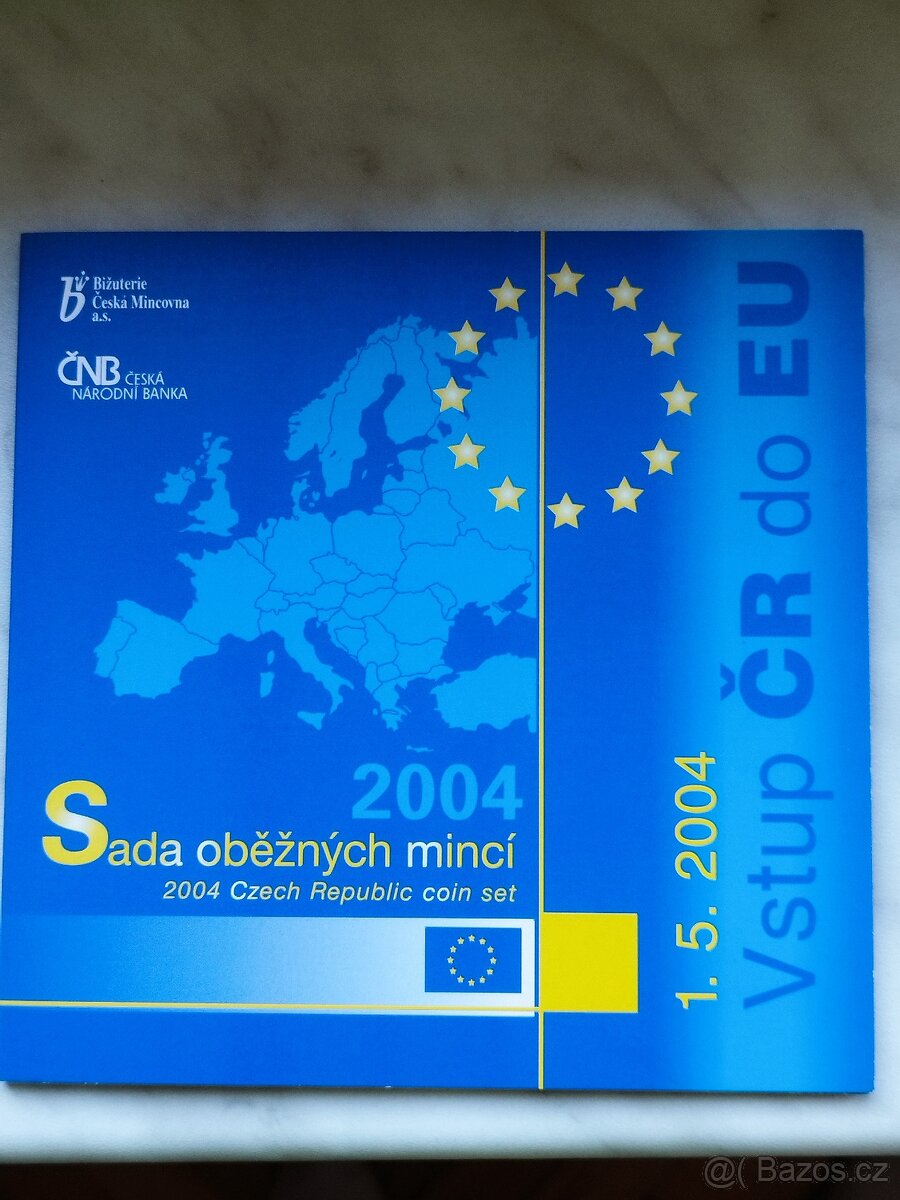 Bižuterie
Česká Mincovna
a.s.
ČNB ČESKÁ
NÁRODNÍ BANKA
2004
Sada oběžných mincí
2004 Czech Republic coin set
1. 5. 2004
Vstup ČR do EU
@( Bazos.cz